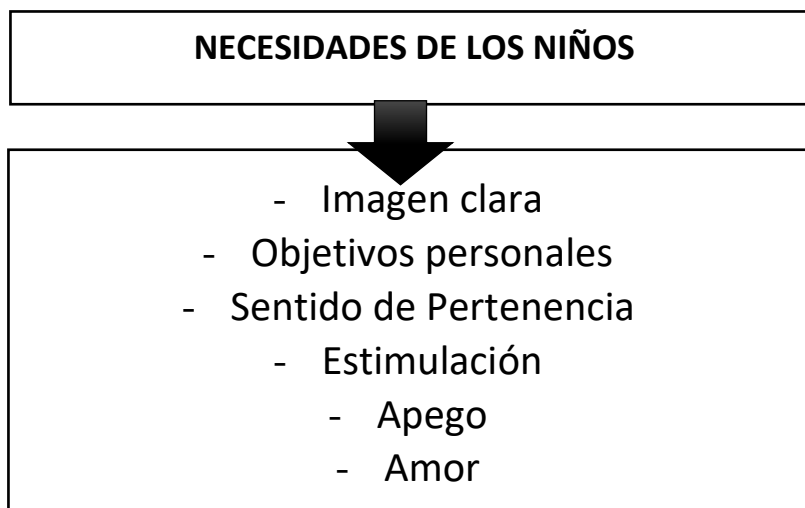 NECESIDADES DE LOS NIÑOS
- Imagen clara
- Objetivos personales
- Sentido de Pertenencia
- Estimulación
- Apego
- Amor